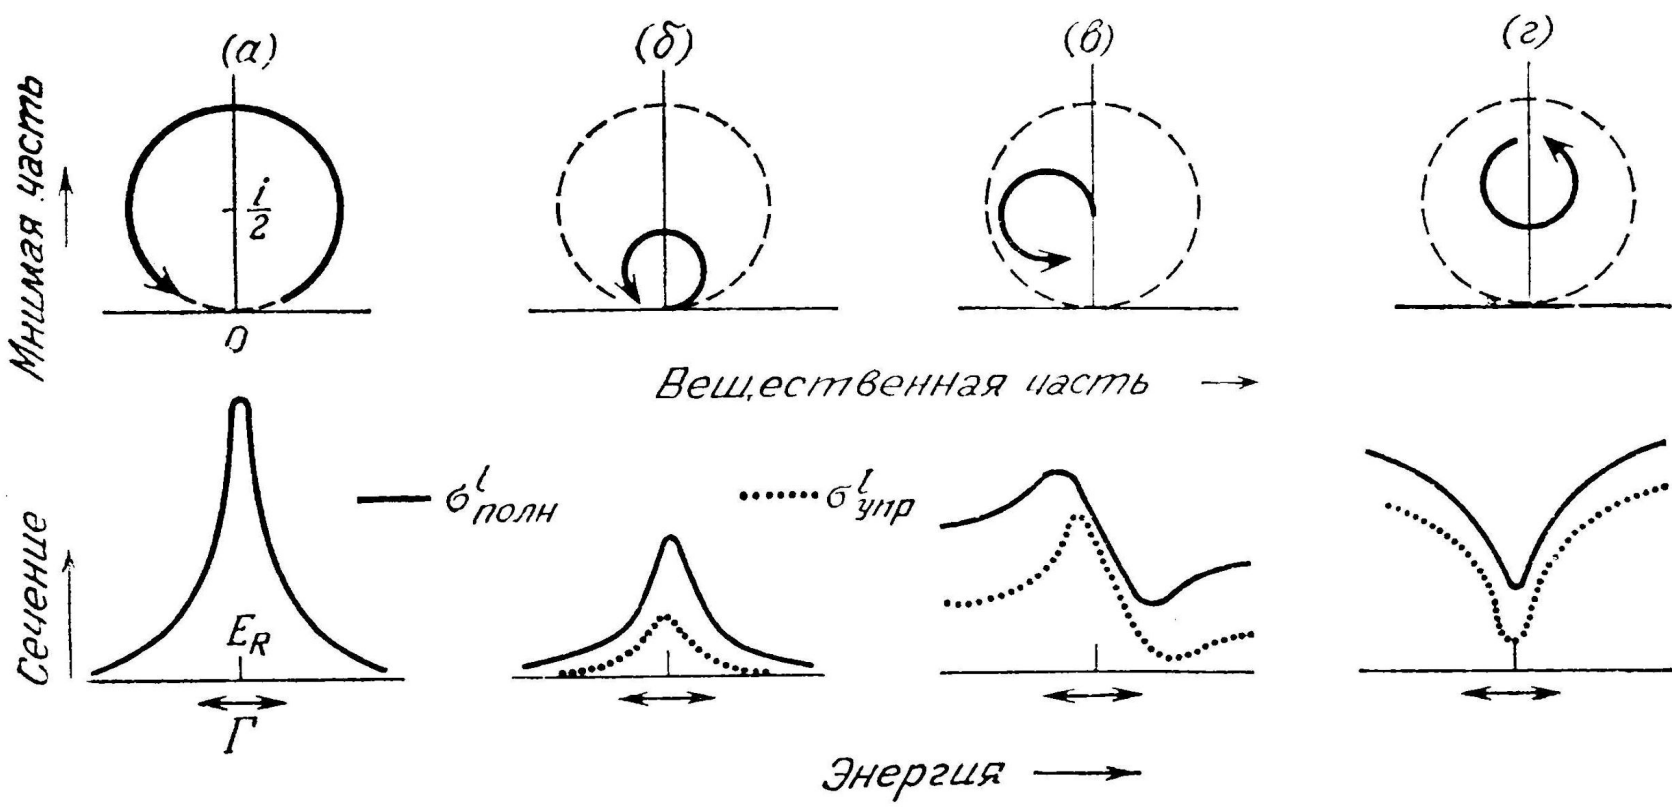 (а)
(б)
(в)
(г)
Мнимая часть
i/2
0
Вещественная часть
Сечение
σ^l_полн
σ^l_упр
E_R
Г
Энергия